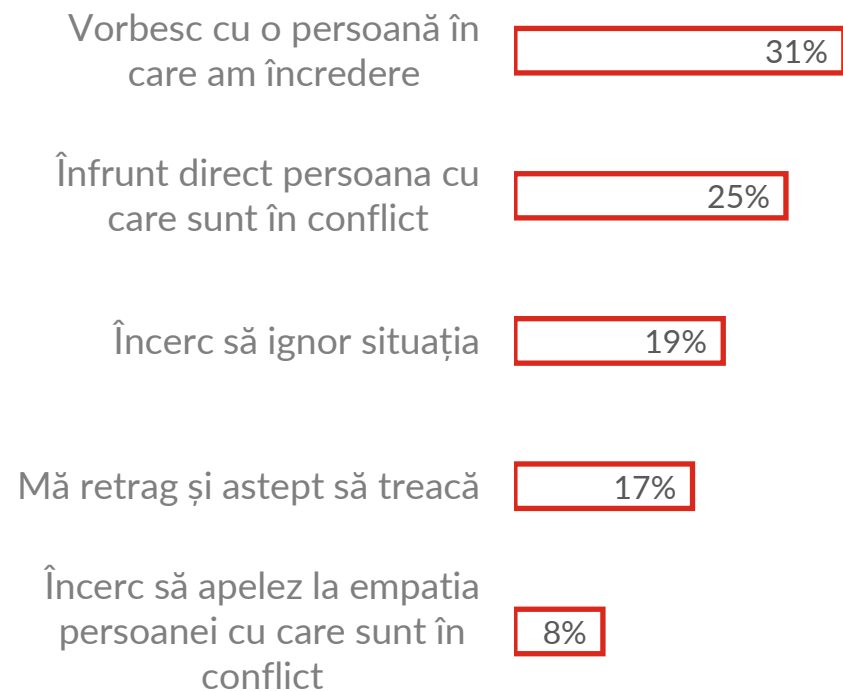 Vorbesc cu o persoană în
care am încredere
31%
Înfrunt direct persoana cu
care sunt în conflict
25%
Încerc să ignor situația
19%
Mă retrag și astept să treacă
17%
Încerc să apelez la empatia
persoanei cu care sunt în
conflict
8%